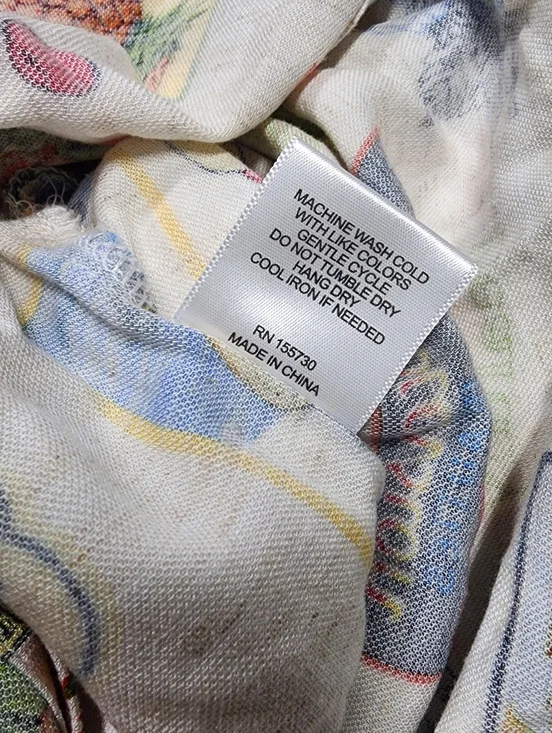 MACHINE WASH COLD
WITH LIKE COLORS
GENTLE CYCLE
DO NOT TUMBLE DRY
HANG DRY
COOL IRON IF NEEDED
RN 155730
MADE IN CHINA